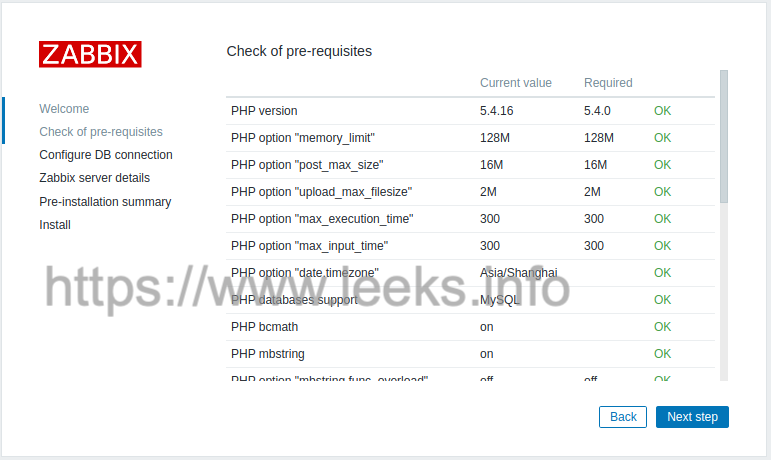 ZABBIX
Check of pre-requisites
Welcome
Check of pre-requisites
Configure DB connection
Zabbix server details
Pre-installation summary
Install
Current value Required
PHP version 5.4.16 5.4.0 OK
PHP option "memory_limit" 128M 128M OK
PHP option "post_max_size" 16M 16M OK
PHP option "upload_max_filesize" 2M 2M OK
PHP option "max_execution_time" 300 300 OK
PHP option "max_input_time" 300 300 OK
PHP option "date.timezone" Asia/Shanghai OK
PHP databases support MySQL OK
PHP bcmath on OK
PHP mbstring on OK
PHP option "mbstring.func_overload" off off OK
https://www.leeks.info
Back Next step